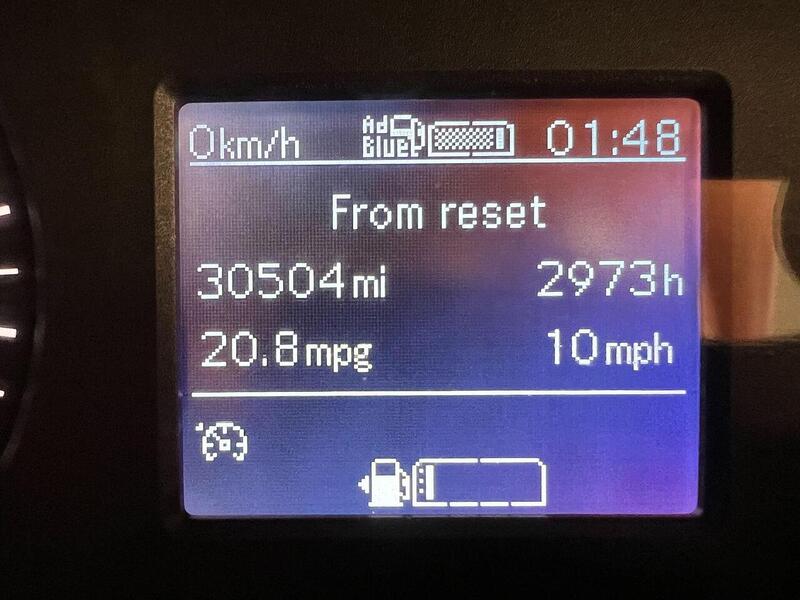 0km/h AdBlue 01:48
From reset
30504mi 2973h
20.8mpg 10mph